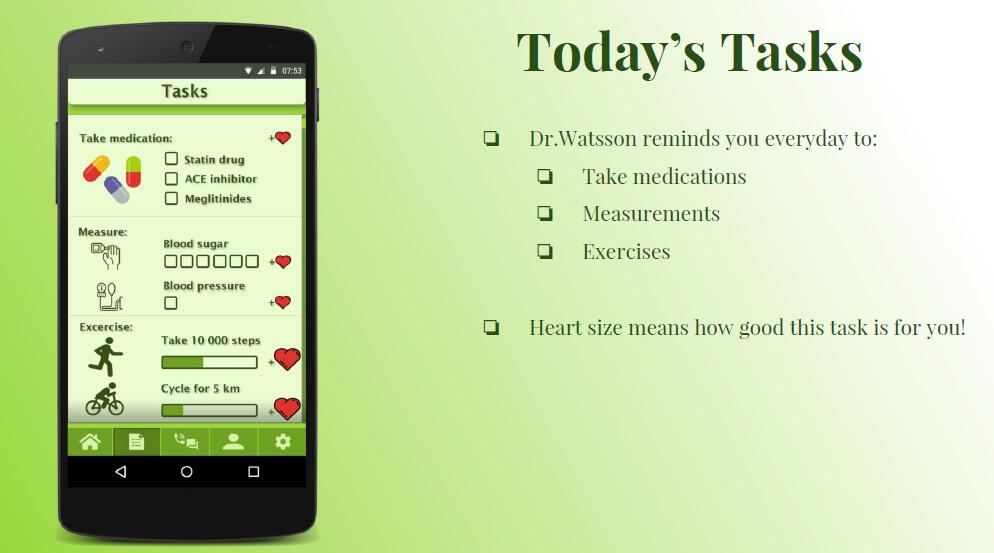 07:53
Tasks
Take medication:
+
Statin drug
ACE inhibitor
Meglitinides
Measure:
Blood sugar
+
Blood pressure
+
Excercise:
Take 10 000 steps
+
Cycle for 5 km
+
Today's Tasks
Dr.Watsson reminds you everyday to:
Take medications
Measurements
Exercises
Heart size means how good this task is for you!